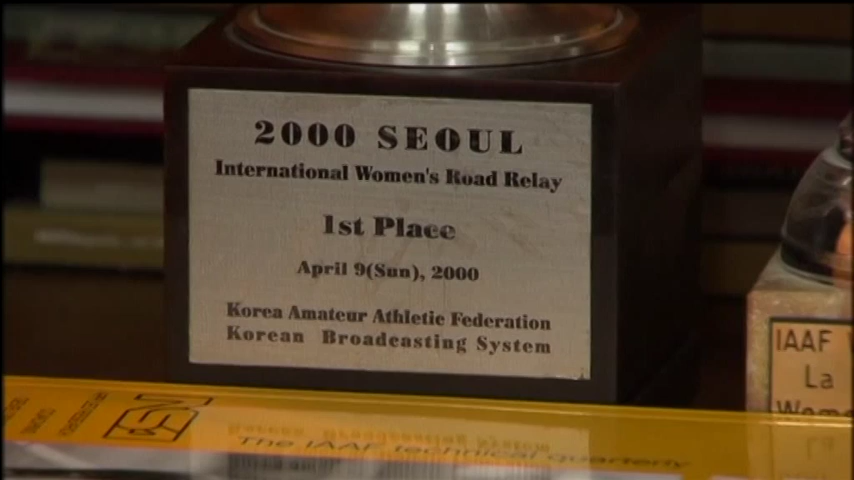 2000 SEOUL
International Women's Road Relay
1st Place
April 9(Sun), 2000
Korea Amateur Athletic Federation
Korean Broadcasting System
IAAF
La
Wome
The IAAF technical quarterly